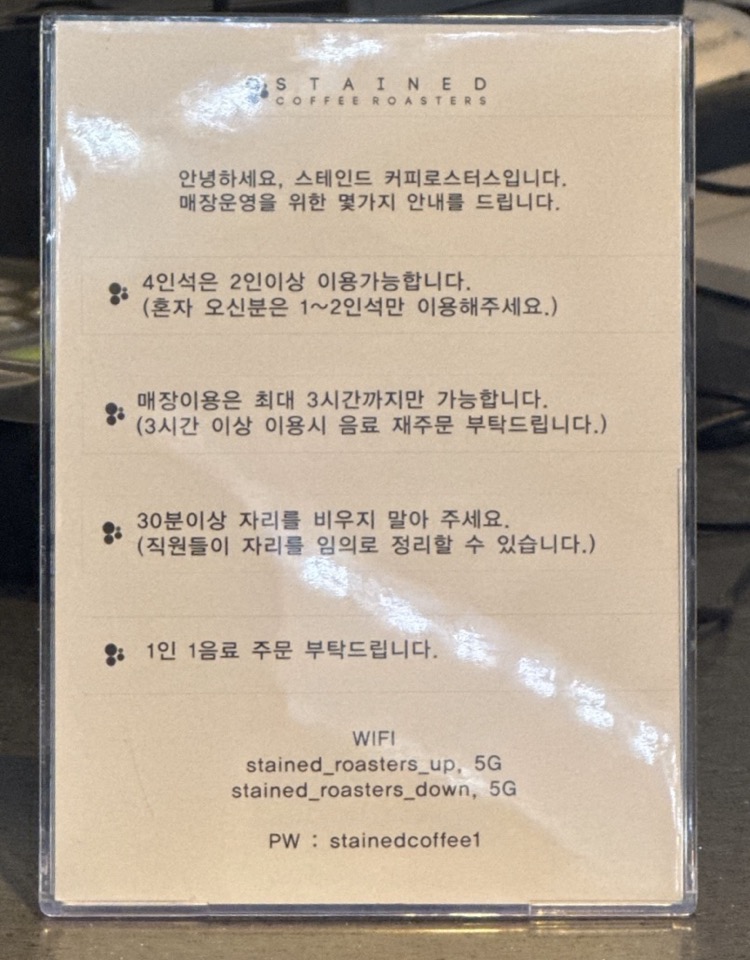 STAINED
COFFEE ROASTERS
안녕하세요, 스테인드 커피로스터스입니다.
매장운영을 위한 몇가지 안내를 드립니다.
4인석은 2인이상 이용가능합니다.
(혼자 오신분은 1~2인석만 이용해주세요.)
매장이용은 최대 3시간까지만 가능합니다.
(3시간 이상 이용시 음료 재주문 부탁드립니다.)
30분이상 자리를 비우지 말아 주세요.
(직원들이 자리를 임의로 정리할 수 있습니다.)
1인 1음료 주문 부탁드립니다.
WIFI
stained_roasters_up, 5G
stained_roasters_down, 5G
PW : stainedcoffee1